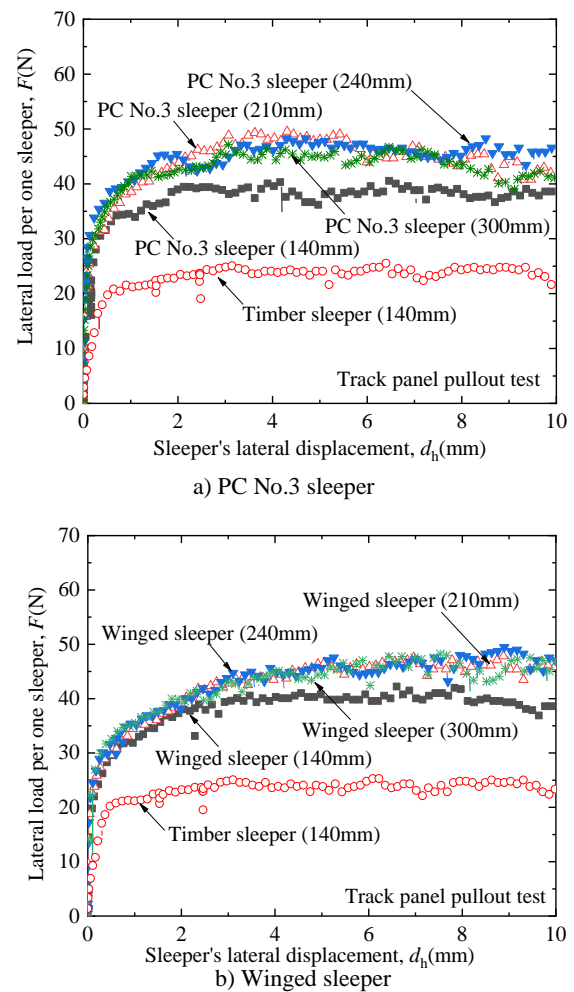 70
60
50
40
30
20
10
0
Lateral load per one sleeper, F(N)
PC No.3 sleeper
(240mm)
PC No.3 sleeper (210mm)
PC No.3 sleeper
(300mm)
PC No.3 sleeper (140mm)
Timber sleeper (140mm)
Track panel pullout test
0 2 4 6 8 10
Sleeper's lateral displacement, dh(mm)
a) PC No.3 sleeper
70
60
50
40
30
20
10
0
Lateral load per one sleeper, F(N)
Winged sleeper (210mm)
Winged sleeper (240mm)
Winged sleeper
(300mm)
Winged sleeper
(140mm)
Timber sleeper (140mm)
Track panel pullout test
0 2 4 6 8 10
Sleeper's lateral displacement, dh(mm)
b) Winged sleeper